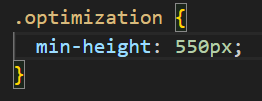 .optimization {
  min-height: 550px;
}